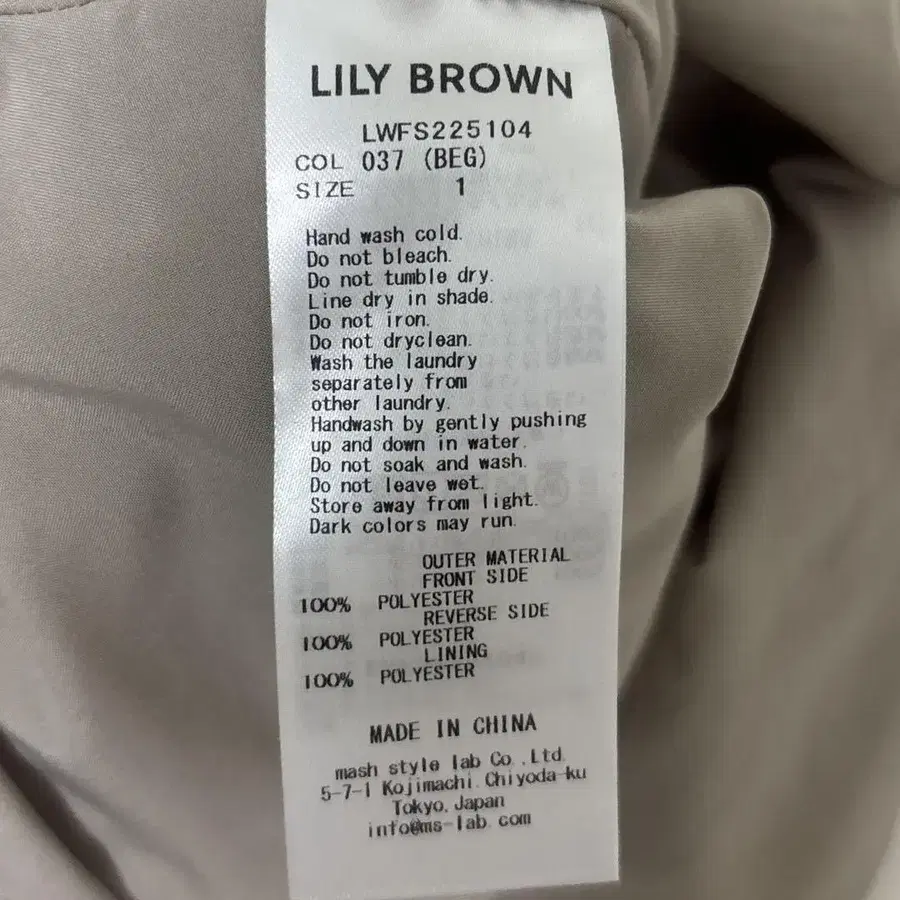 LILY BROWN
LWFS225104
COL 037 (BEG)
SIZE 1
Hand wash cold.
Do not bleach.
Do not tumble dry.
Line dry in shade.
Do not iron.
Do not dryclean.
Wash the laundry
separately from
other laundry.
Handwash by gently pushing
up and down in water.
Do not soak and wash.
Do not leave wet.
Store away from light.
Dark colors may run.
OUTER MATERIAL
FRONT SIDE
100% POLYESTER
REVERSE SIDE
100% POLYESTER
LINING
100% POLYESTER
MADE IN CHINA
mash style lab Co.,Ltd.
5-7-1 Kojimachi.Chiyoda-ku
Tokyo.Japan
info@ms-lab.com